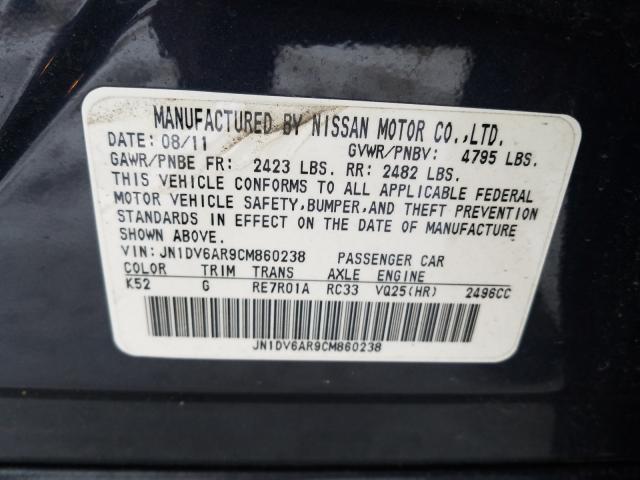 MANUFACTURED BY NISSAN MOTOR CO.,LTD.
DATE: 08/11 GVWR/PNBV: 4795 LBS.
GAWR/PNBE FR: 2423 LBS. RR: 2482 LBS.
THIS VEHICLE CONFORMS TO ALL APPLICABLE FEDERAL
MOTOR VEHICLE SAFETY,BUMPER,AND THEFT PREVENTION
STANDARDS IN EFFECT ON THE DATE OF MANUFACTURE
SHOWN ABOVE.
VIN: JN1DV6AR9CM860238 PASSENGER CAR
COLOR TRIM TRANS AXLE ENGINE
K52 G RE7R01A RC33 VQ25(HR) 2496CC
JN1DV6AR9CM860238